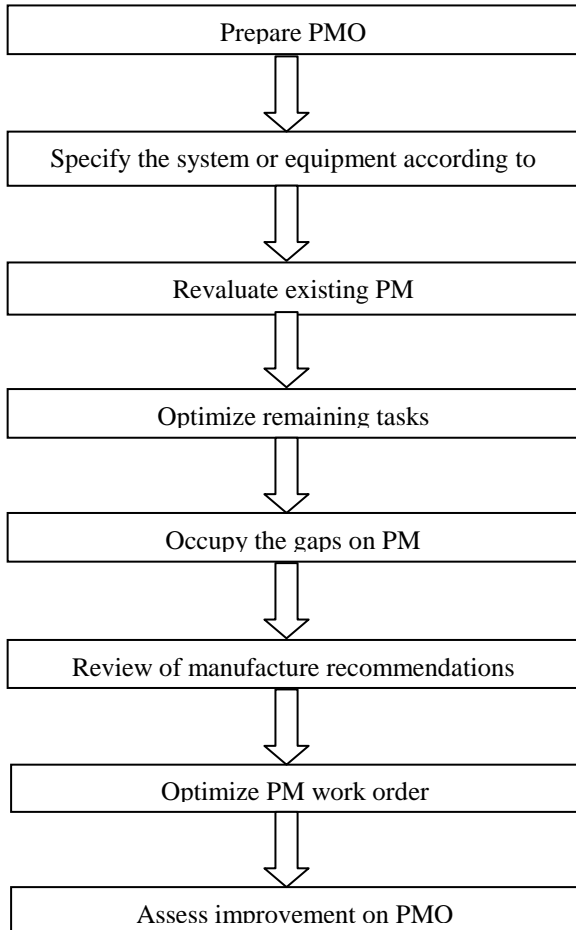 Prepare PMO
Specify the system or equipment according to
Revaluate existing PM
Optimize remaining tasks
Occupy the gaps on PM
Review of manufacture recommendations
Optimize PM work order
Assess improvement on PMO